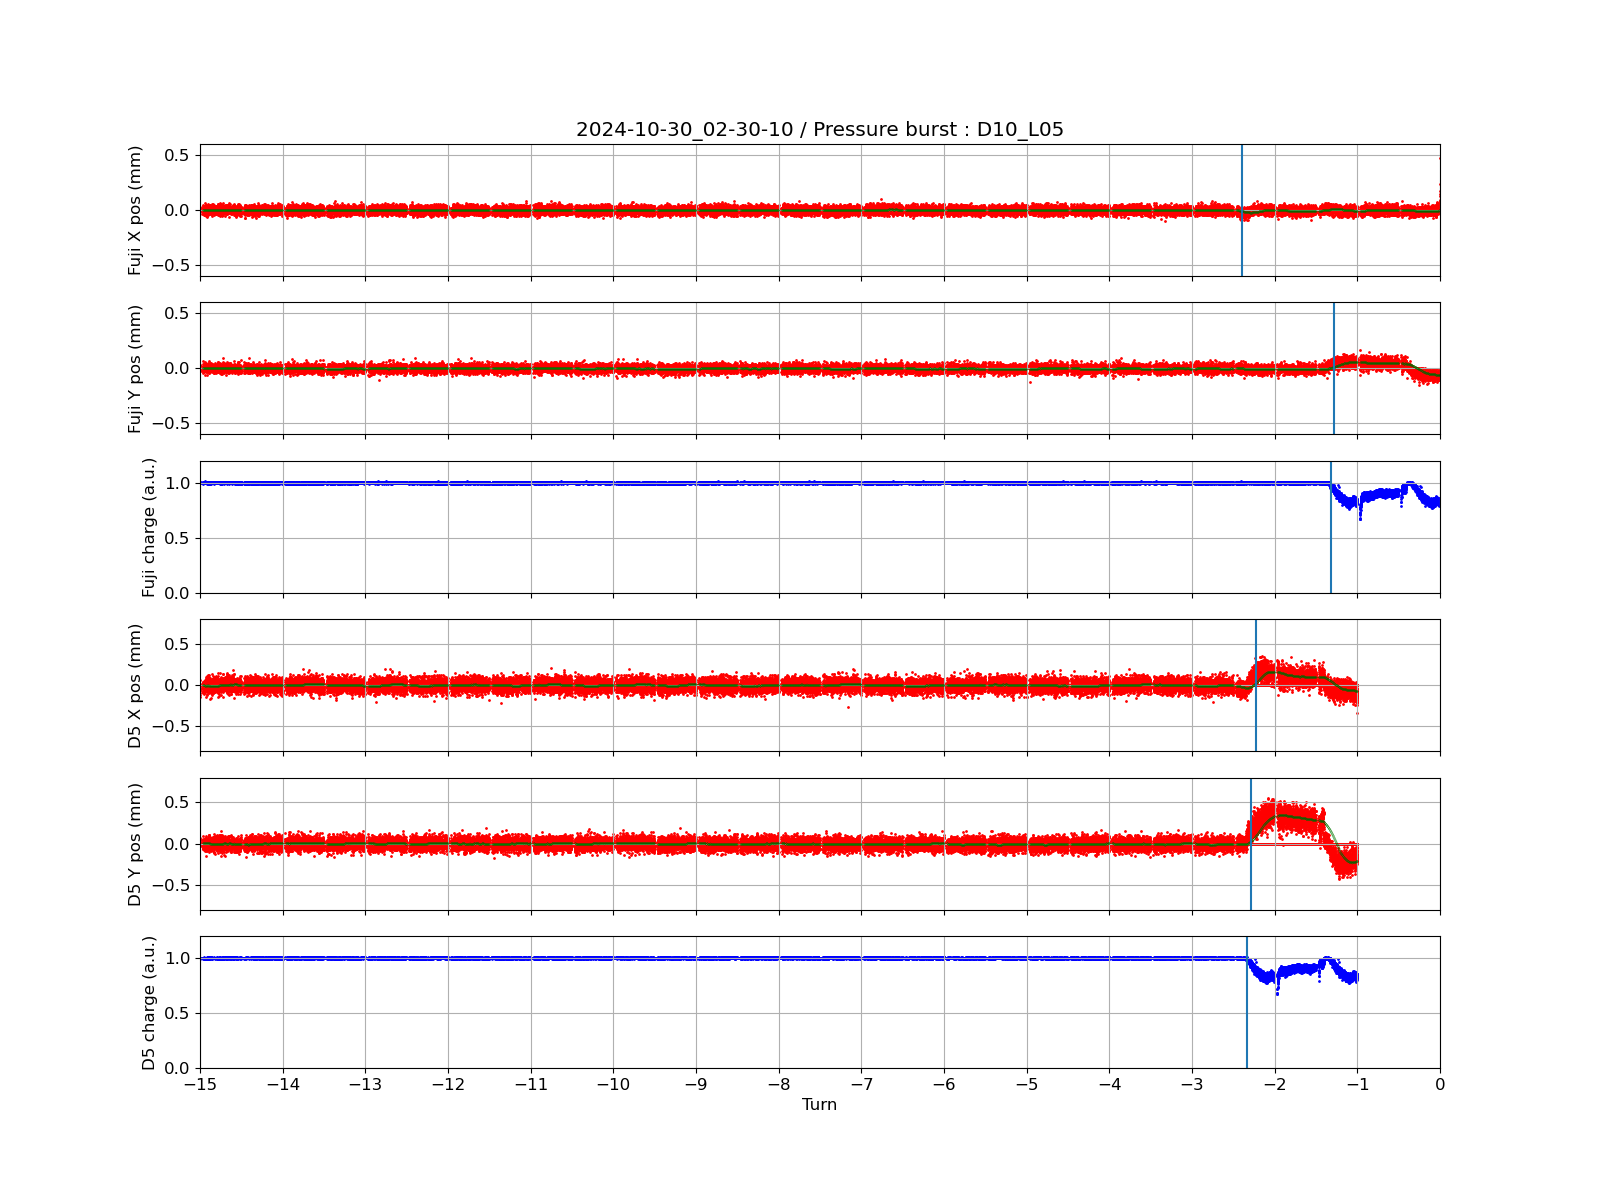 2024-10-30_02-30-10 / Pressure burst : D10_L05
Fuji X pos (mm)
0.5
0.0
−0.5
Fuji Y pos (mm)
0.5
0.0
−0.5
Fuji charge (a.u.)
1.0
0.5
0.0
D5 X pos (mm)
0.5
0.0
−0.5
D5 Y pos (mm)
0.5
0.0
−0.5
D5 charge (a.u.)
1.0
0.5
0.0
−15 −14 −13 −12 −11 −10 −9 −8 −7 −6 −5 −4 −3 −2 −1 0
Turn